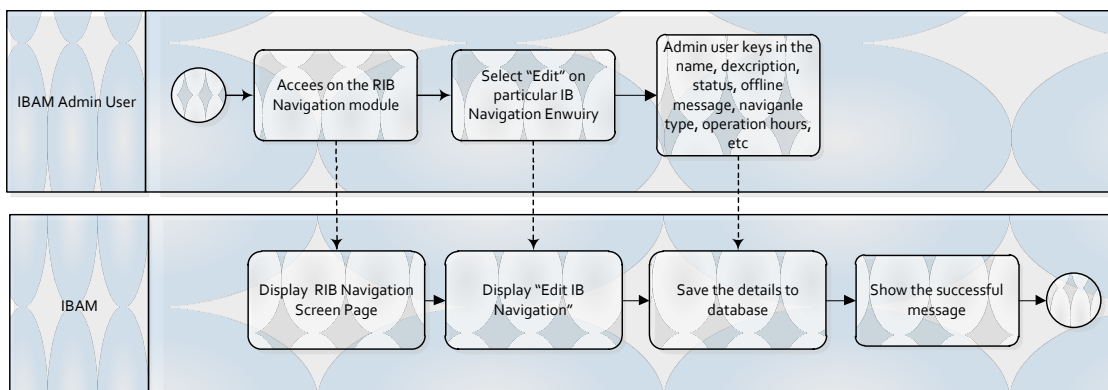 IBAM Admin User
Accees on the RIB
Navigation module
Select “Edit” on
particular IB
Navigation Enwuiry
Admin user keys in the
name, dexcription,
status, offline
message, naviganle
type, operation hours,
etc
IBAM
Display RIB Navigation
Screen Page
Display “Edit IB
Navigation”
Save the details to
database
Show the successful
message